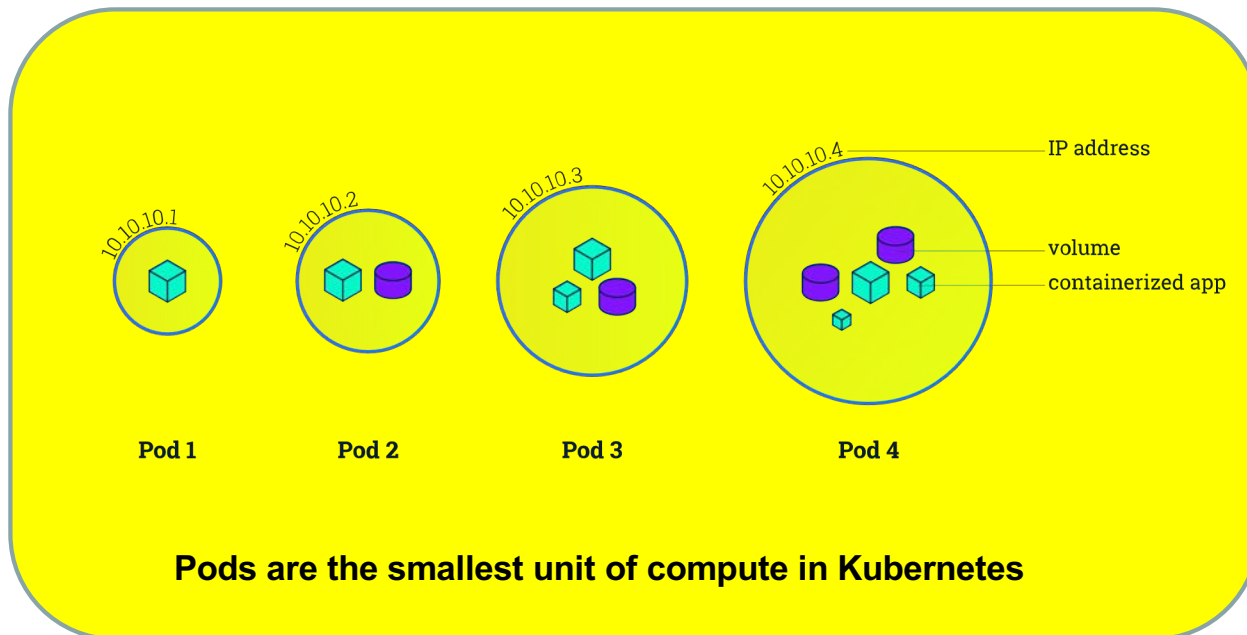 10.10.10.1
10.10.10.2
10.10.10.3
10.10.10.4
IP address
volume
containerized app
Pod 1
Pod 2
Pod 3
Pod 4
Pods are the smallest unit of compute in Kubernetes